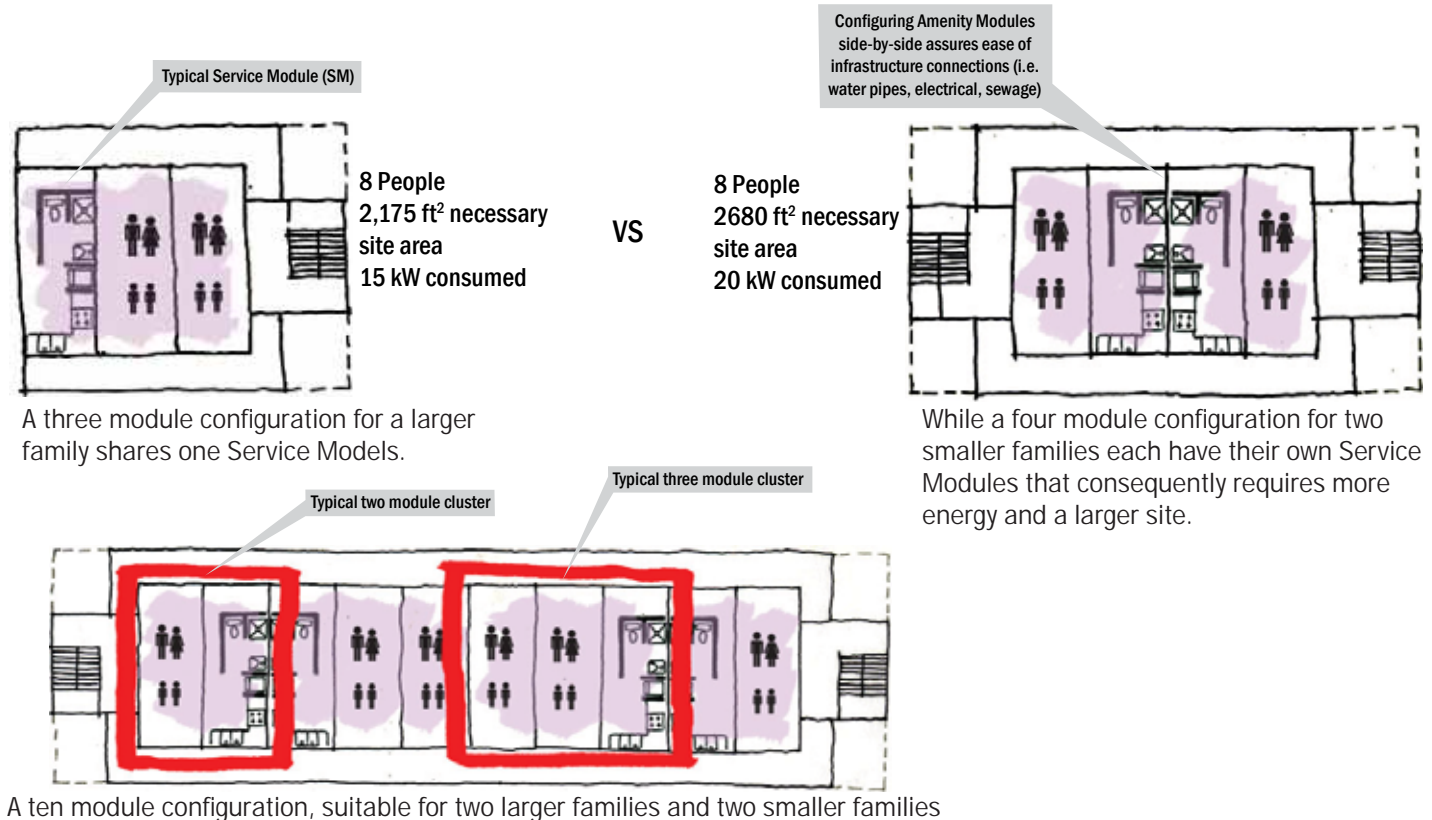 Typical Service Module (SM)
8 People
2,175 ft² necessary
site area
15 kW consumed
A three module configuration for a larger
family shares one Service Models.
VS
Configuring Amenity Modules
side-by-side assures ease of
infrastructure connections (i.e.
water pipes, electrical, sewage)
8 People
2680 ft² necessary
site area
20 kW consumed
While a four module configuration for two
smaller families each have their own Service
Modules that consequently requires more
energy and a larger site.
Typical two module cluster
Typical three module cluster
A ten module configuration, suitable for two larger families and two smaller families